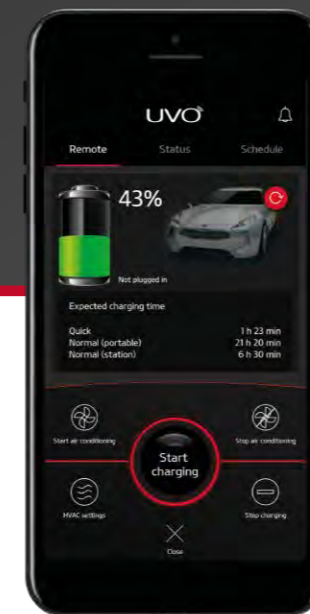 UVO
Remote Status Schedule
43%
Not plugged in
Expected charging time
Quick 1 h 23 min
Normal (portable) 21 h 20 min
Normal (station) 6 h 30 min
Start air conditioning
Stop air conditioning
Start
charging
HVAC settings
Stop charging
Close